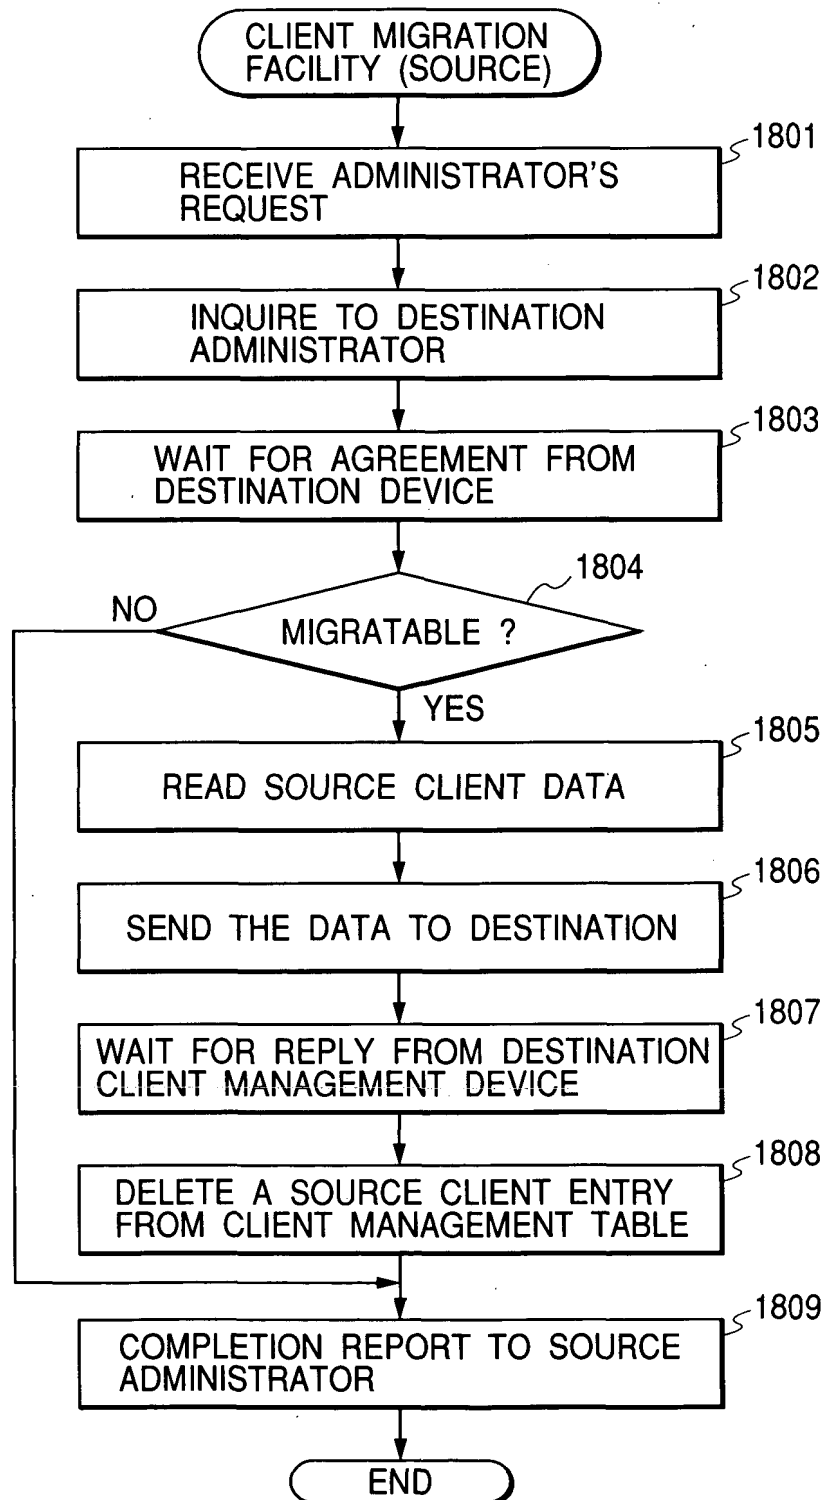 CLIENT MIGRATION
FACILITY (SOURCE)
1801
RECEIVE ADMINISTRATOR'S
REQUEST
1802
INQUIRE TO DESTINATION
ADMINISTRATOR
1803
WAIT FOR AGREEMENT FROM
DESTINATION DEVICE
1804
NO
MIGRATABLE ?
YES
1805
READ SOURCE CLIENT DATA
1806
SEND THE DATA TO DESTINATION
1807
WAIT FOR REPLY FROM DESTINATION
CLIENT MANAGEMENT DEVICE
1808
DELETE A SOURCE CLIENT ENTRY
FROM CLIENT MANAGEMENT TABLE
1809
COMPLETION REPORT TO SOURCE
ADMINISTRATOR
END